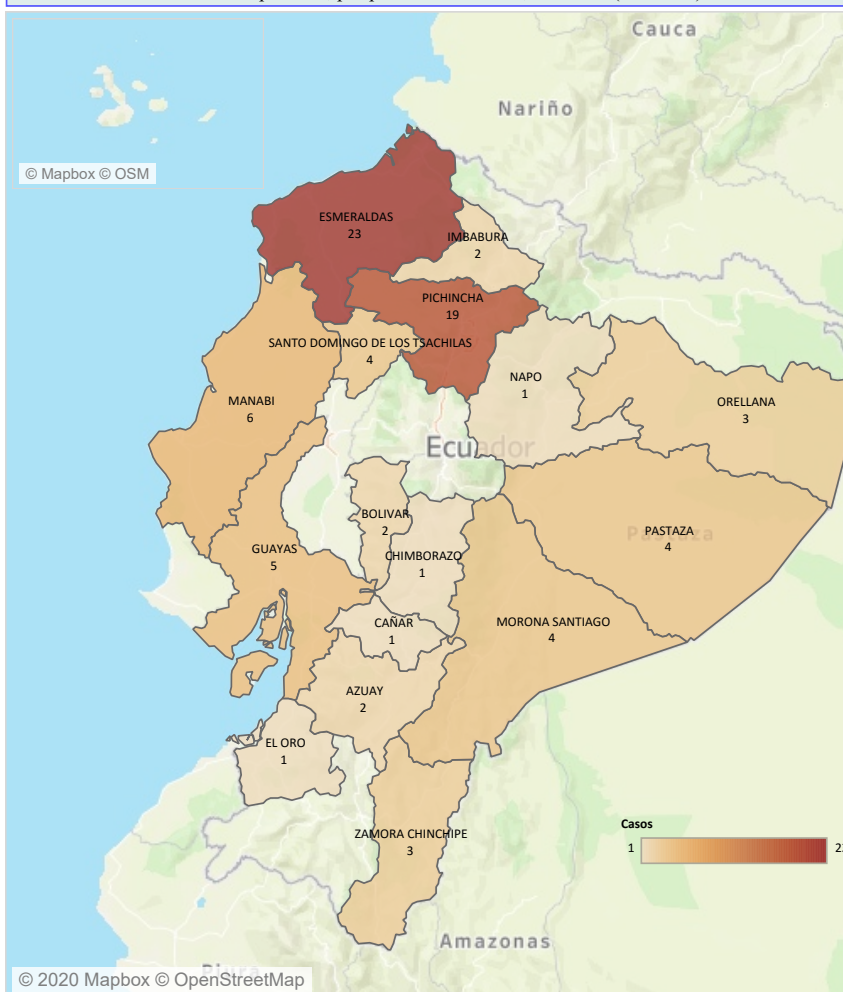 Cauca
Nariño
© Mapbox © OSM
ESMERALDAS
23
IMBABURA
2
PICHINCHA
19
SANTO DOMINGO DE LOS TSACHILAS
4
NAPO
1
ORELLANA
3
MANABI
6
Ecuador
BOLIVAR
2
PASTAZA
4
Pastaza
GUAYAS
5
CHIMBORAZO
1
CAÑAR
1
MORONA SANTIAGO
4
AZUAY
2
EL ORO
1
Casos
1
ZAMORA CHINCHIPE
3
Amazonas
Piura
© 2020 Mapbox © OpenStreetMap